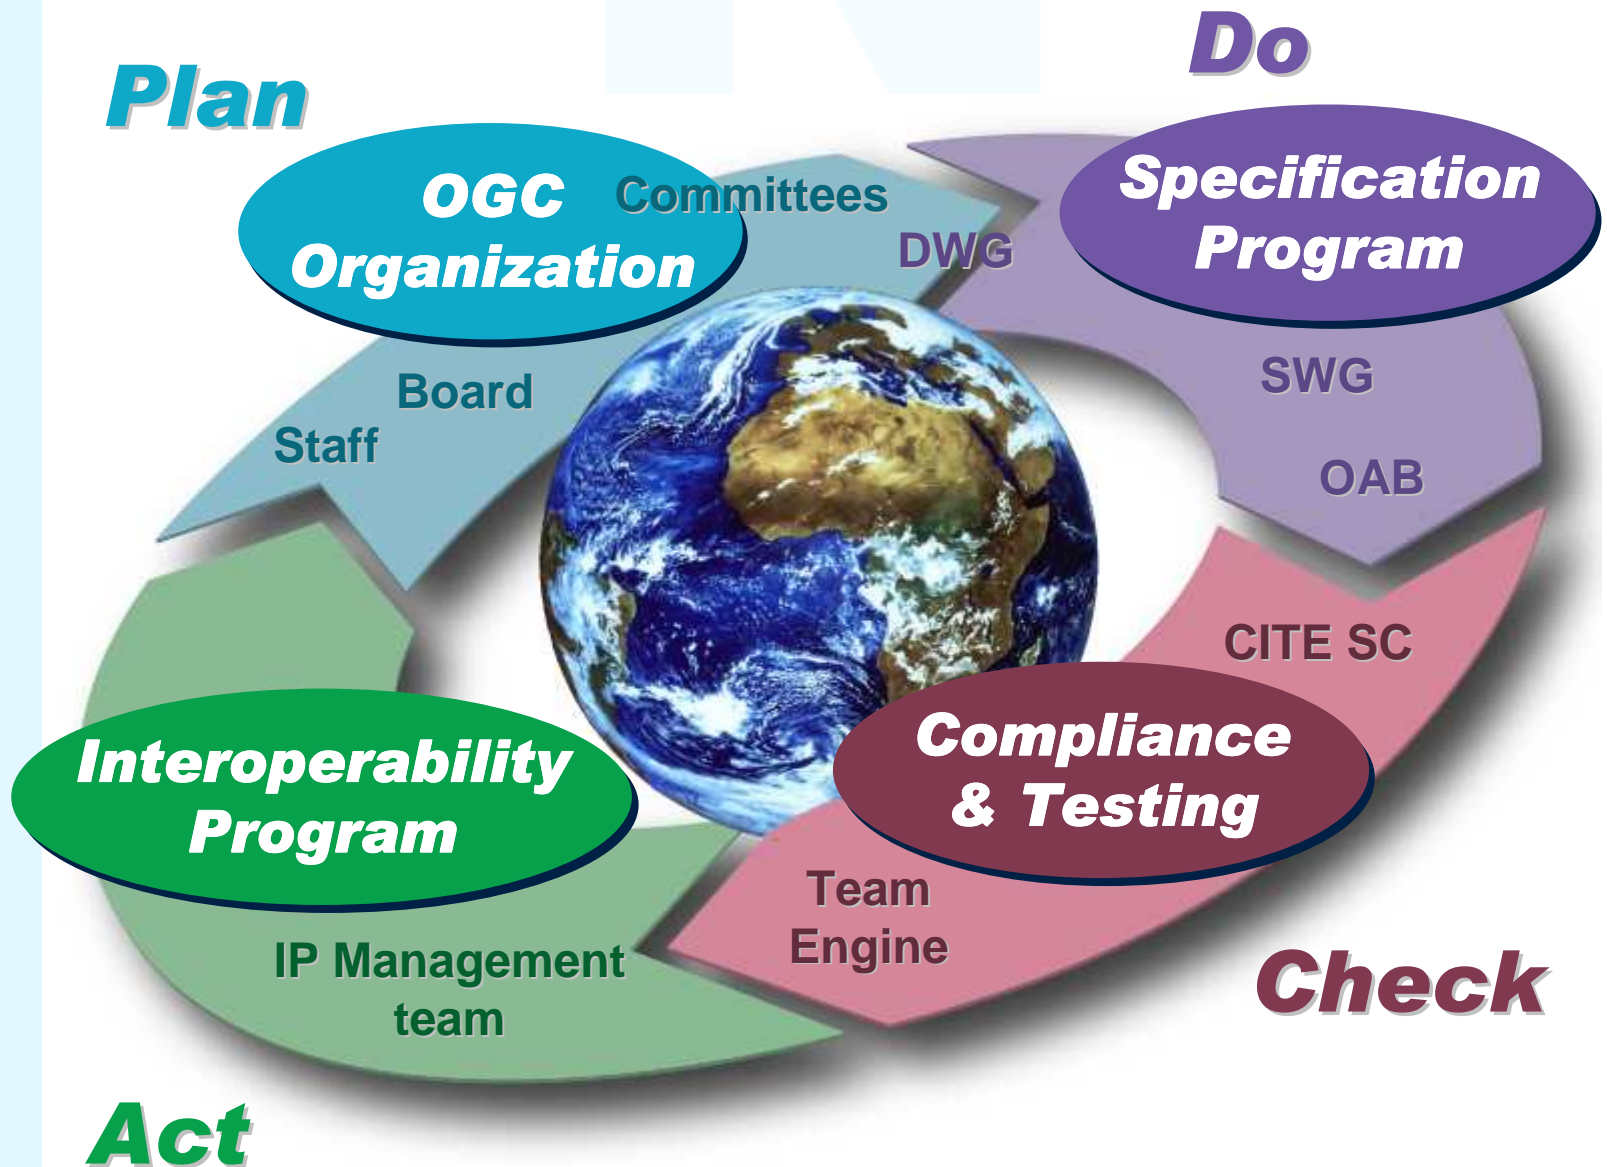 Plan
Do
OGC
Organization
Committees
DWG
Specification
Program
Board
Staff
SWG
OAB
CITE SC
Interoperability
Program
Compliance
& Testing
Team
Engine
IP Management
team
Check
Act